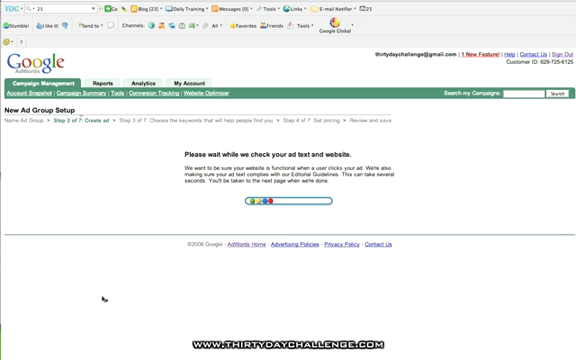 TDC 25 Go Blog [23] Daily Training Messages [0] Tools Links E-mail Notifier 25
Stumble! I like it! Send to Channels: All Favorites Friends Tools Google Global
Google AdWords
thirtydaychallenge@gmail.com | 1 New Feature! | Help | Contact Us | Sign Out
Customer ID: 629-725-6125
Campaign Management Reports Analytics My Account
Account Snapshot | Campaign Summary | Tools | Conversion Tracking | Website Optimiser Search my Campaigns: Search
New Ad Group Setup
Name Ad Group > Step 2 of 7: Create ad > Step 3 of 7: Choose the keywords that will help people find you > Step 4 of 7: Set pricing > Review and save
Please wait while we check your ad text and website.
We want to be sure your website is functional when a user clicks your ad. We're also
making sure your ad text complies with our Editorial Guidelines. This can take several
seconds. You'll be taken to the next page when we're done.
©2008 Google - AdWords Home - Advertising Policies - Privacy Policy - Contact Us
WWW.THIRTYDAYCHALLENGE.COM